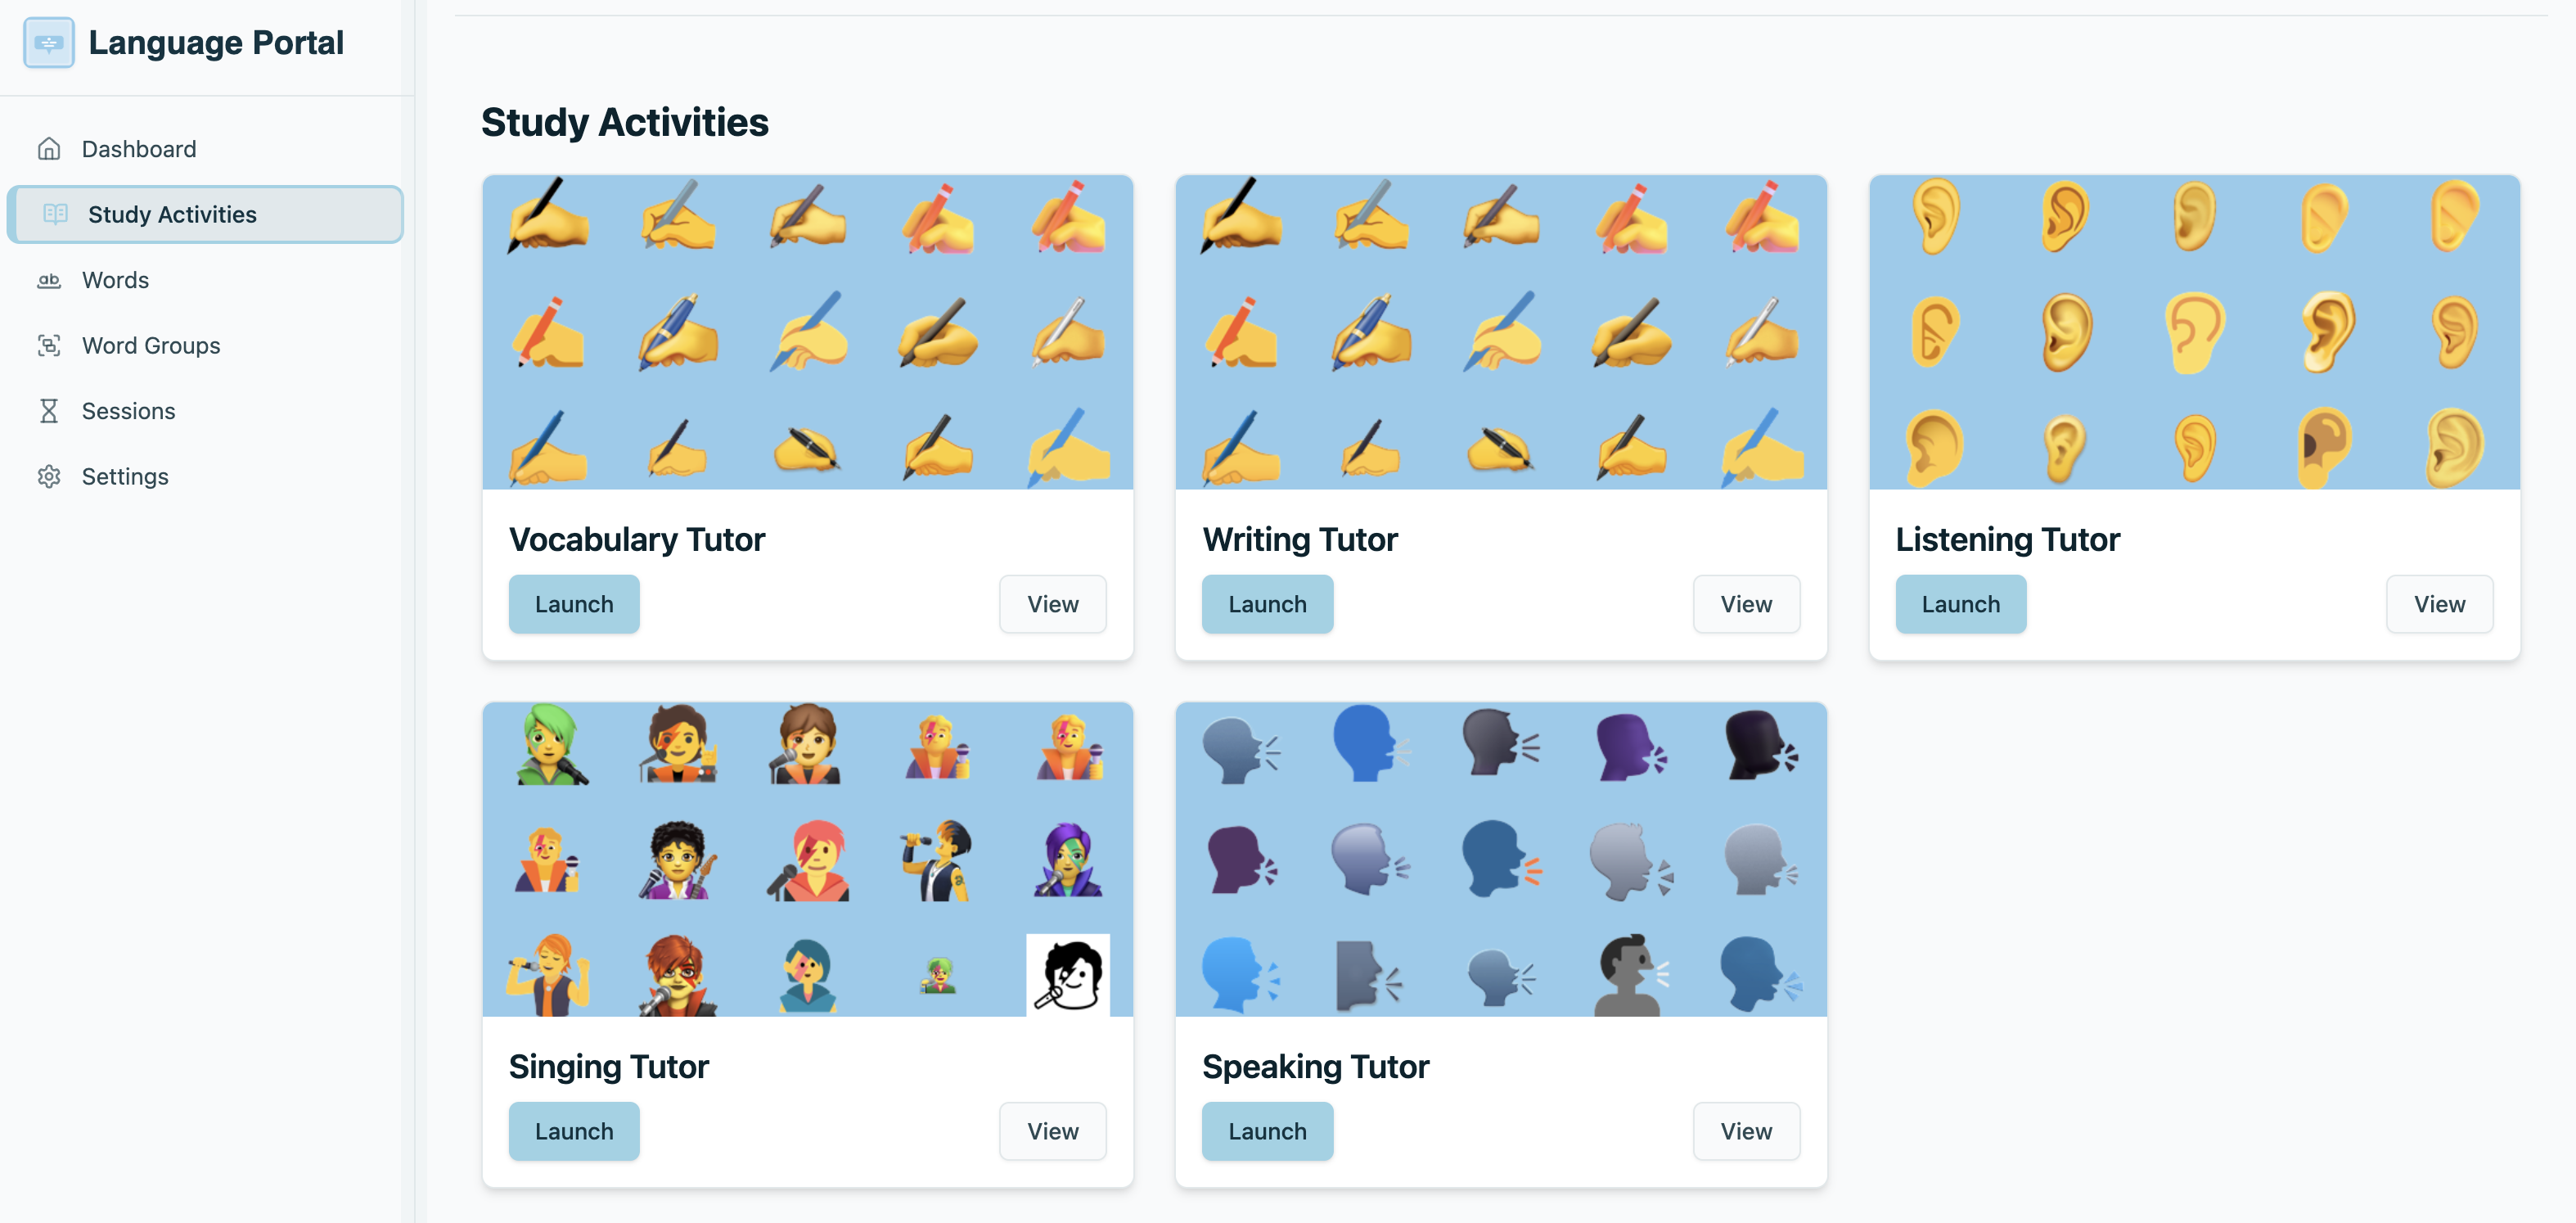 Language Portal
Dashboard
Study Activities
ab Words
Word Groups
Sessions
Settings
Study Activities
Vocabulary Tutor
Launch
View
Writing Tutor
Launch
View
Listening Tutor
Launch
View
Singing Tutor
Launch
View
Speaking Tutor
Launch
View